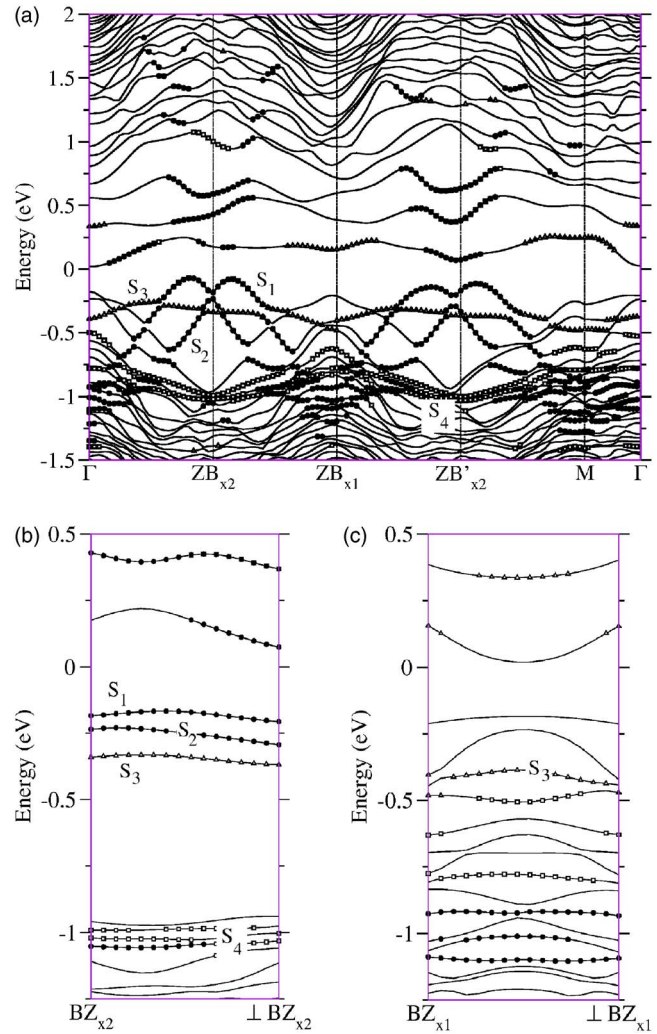 (a)
2
1.5
1
0.5
0
-0.5
-1
-1.5
Energy (eV)
S3
S1
S2
S4
Γ
ZBx2
ZBx1
ZB'x2
M
Γ
(b)
0.5
0
-0.5
-1
Energy (eV)
S1
S2
S3
S4
BZx2
⊥ BZx2
(c)
0.5
0
-0.5
-1
Energy (eV)
S3
BZx1
⊥ BZx1